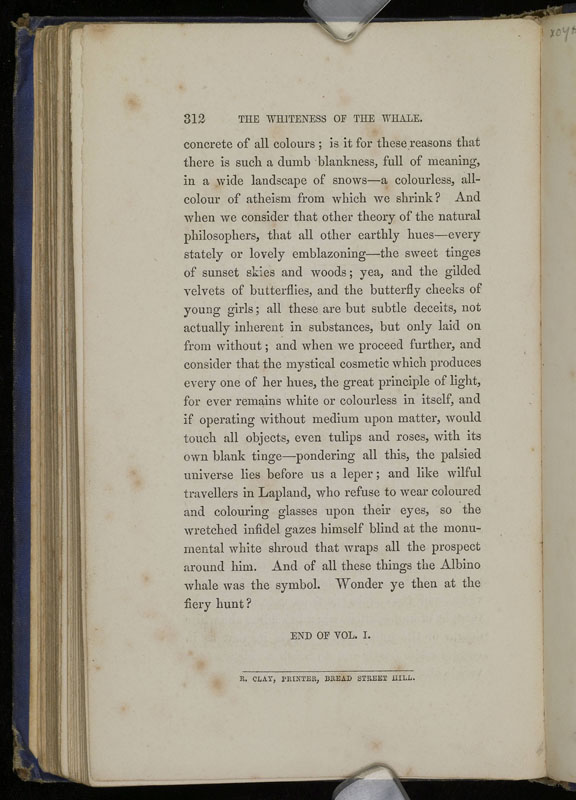 312 THE WHITENESS OF THE WHALE.
concrete of all colours; is it for these reasons that
there is such a dumb blankness, full of meaning,
in a wide landscape of snows—a colourless, all-
colour of atheism from which we shrink? And
when we consider that other theory of the natural
philosophers, that all other earthly hues—every
stately or lovely emblazoning—the sweet tinges
of sunset skies and woods; yea, and the gilded
velvets of butterflies, and the butterfly cheeks of
young girls; all these are but subtle deceits, not
actually inherent in substances, but only laid on
from without; and when we proceed further, and
consider that the mystical cosmetic which produces
every one of her hues, the great principle of light,
for ever remains white or colourless in itself, and
if operating without medium upon matter, would
touch all objects, even tulips and roses, with its
own blank tinge—pondering all this, the palsied
universe lies before us a leper; and like wilful
travellers in Lapland, who refuse to wear coloured
and colouring glasses upon their eyes, so the
wretched infidel gazes himself blind at the monu-
mental white shroud that wraps all the prospect
around him. And of all these things the Albino
whale was the symbol. Wonder ye then at the
fiery hunt?
END OF VOL. I.
R. CLAY, PRINTER, BREAD STREET HILL.